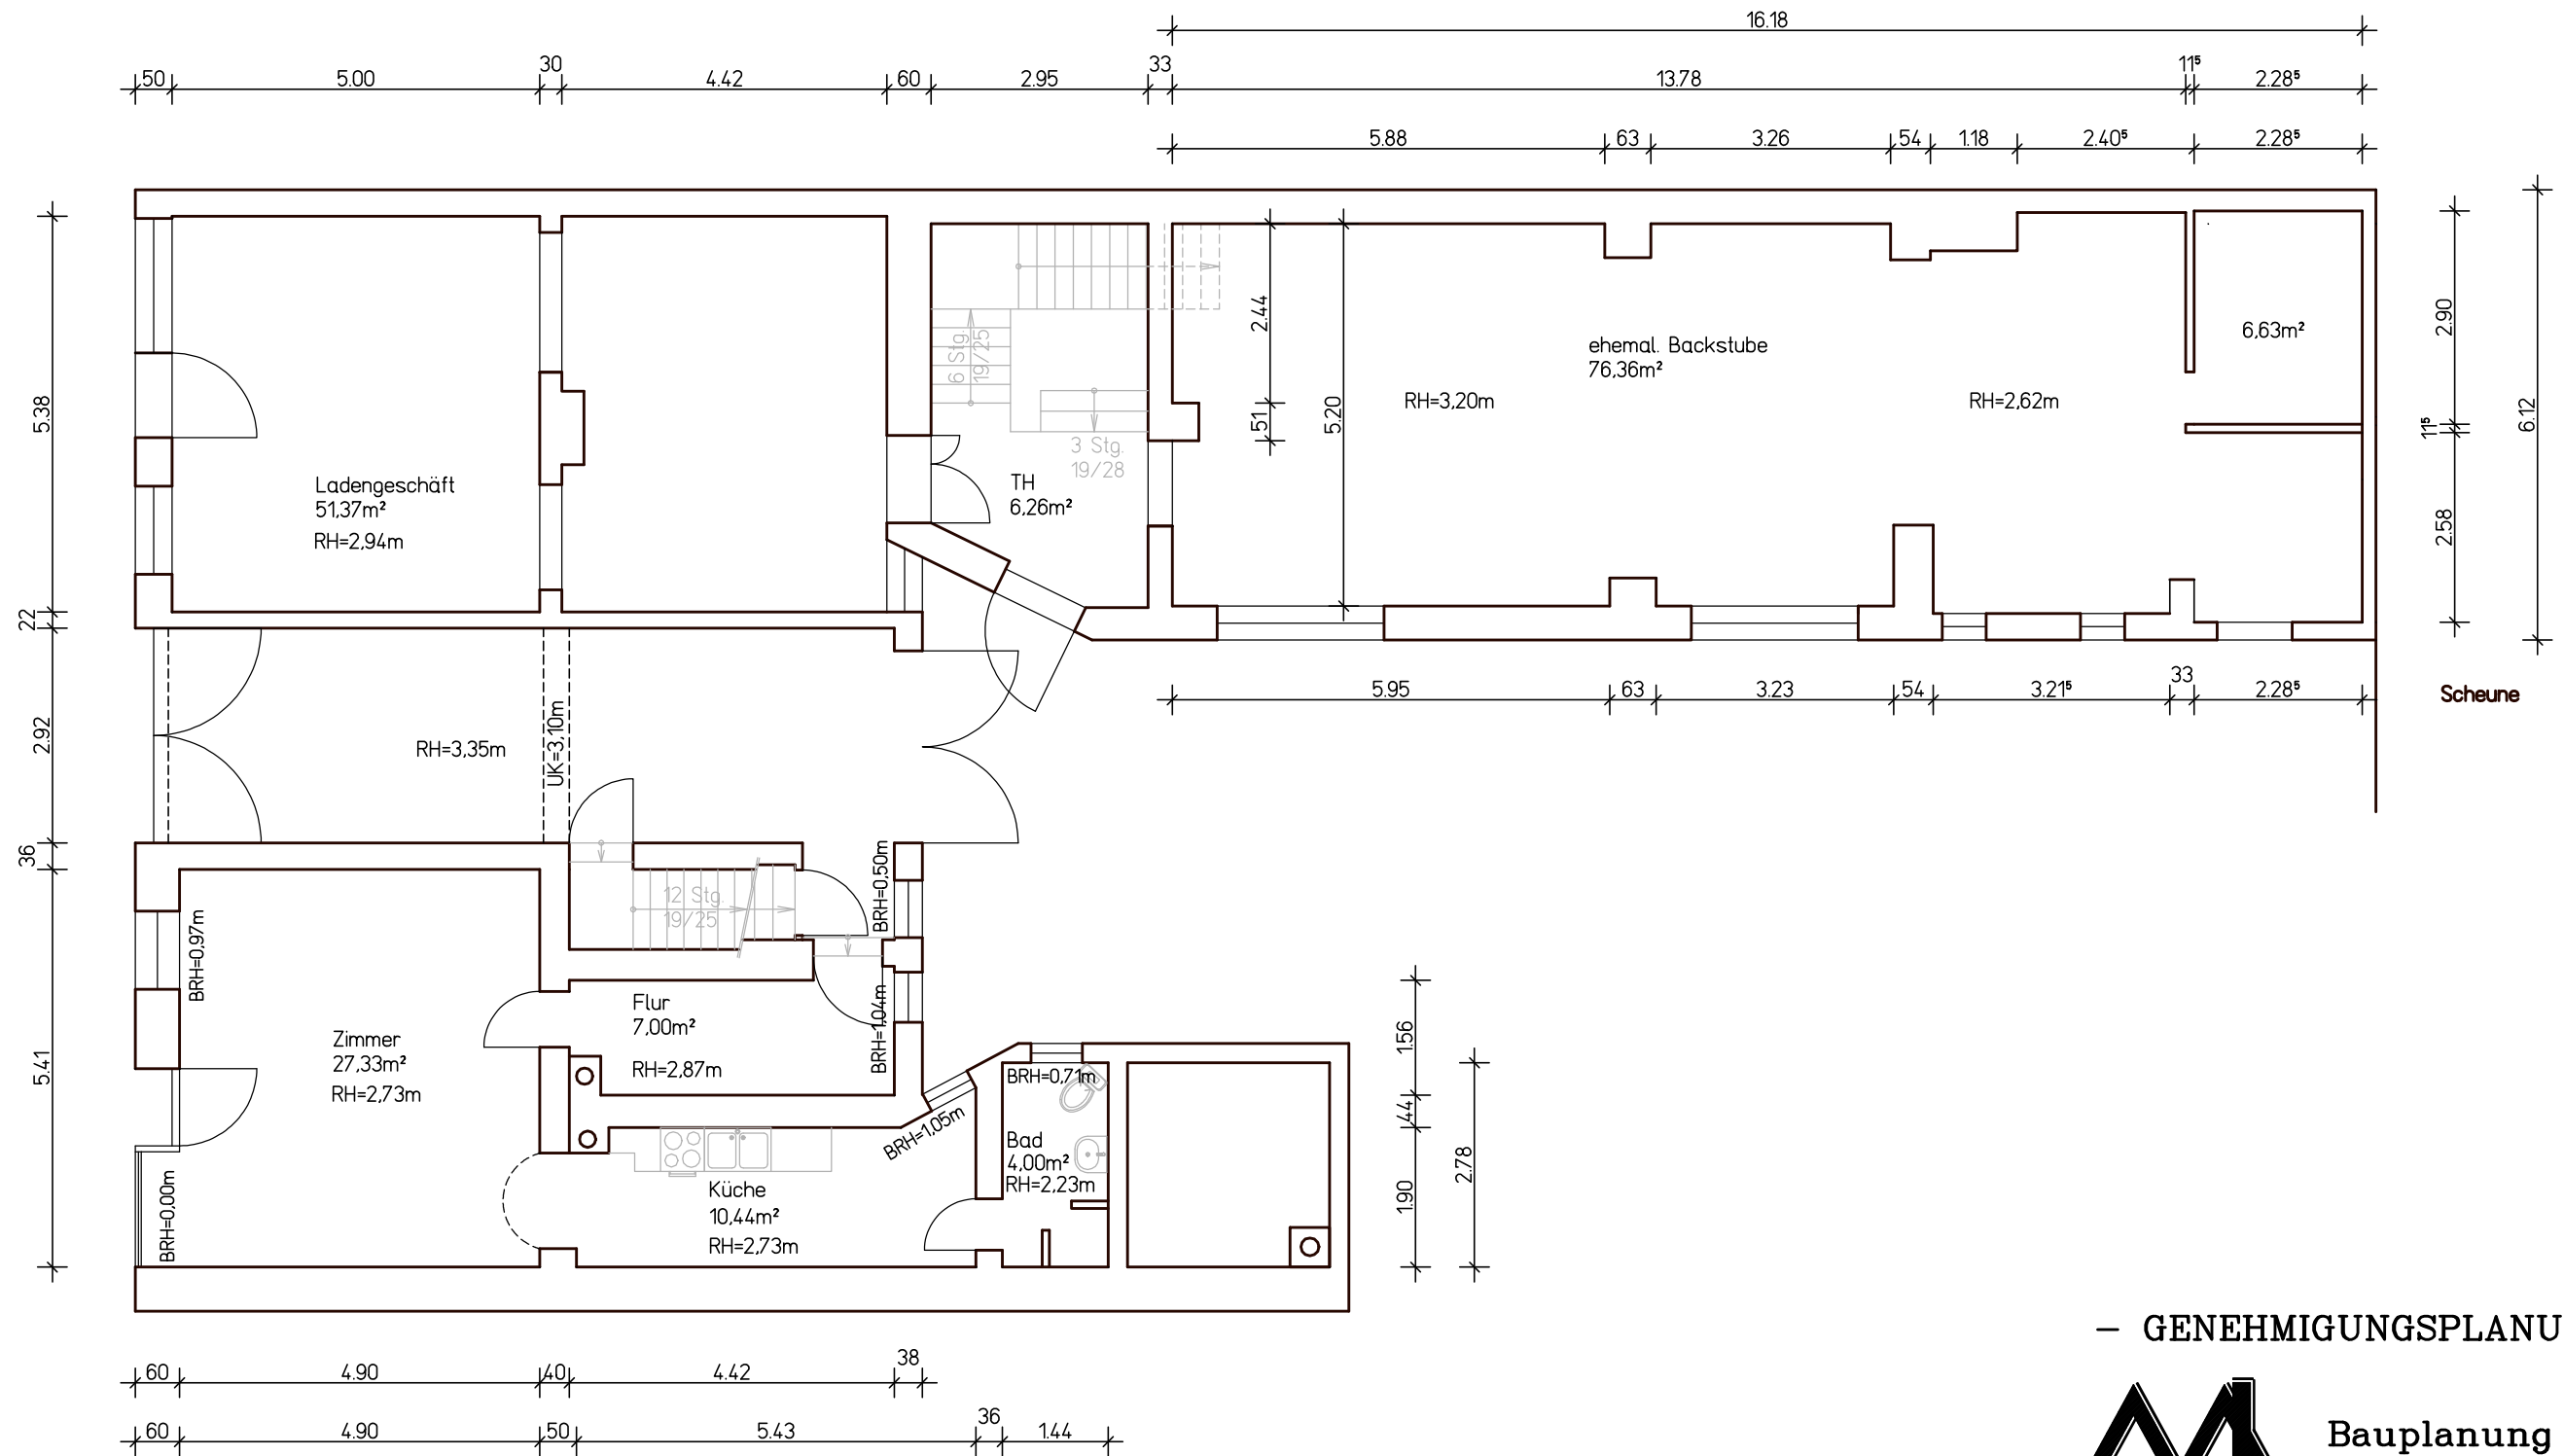 16.18
50 5.00 30 4.42 60 2.95 33 13.78 11⁵ 2.28⁵
5.88 63 3.26 54 1.18 2.40⁵ 2.28⁵
5.38
22
2.92
36
5.41
Ladengeschäft
51,37m²
RH=2,94m
6 Stg.
19/25
3 Stg.
19/28
TH
6,26m²
2.44
51
5.20
ehemal. Backstube
76,36m²
RH=3,20m
RH=2,62m
6,63m²
2.90
11⁵
2.58
6.12
5.95 63 3.23 54 3.21⁵ 33 2.28⁵
Scheune
RH=3,35m
UK=3,10m
12 Stg.
19/25
BRH=0,50m
BRH=0,97m
BRH=1,04m
Flur
7,00m²
RH=2,87m
Zimmer
27,33m²
RH=2,73m
BRH=0,00m
BRH=1,05m
BRH=0,71m
Bad
4,00m²
RH=2,23m
Küche
10,44m²
RH=2,73m
1.56
44
1.90
2.78
60 4.90 40 4.42 38
60 4.90 50 5.43 36 1.44
– GENEHMIGUNGSPLANU
Bauplanung